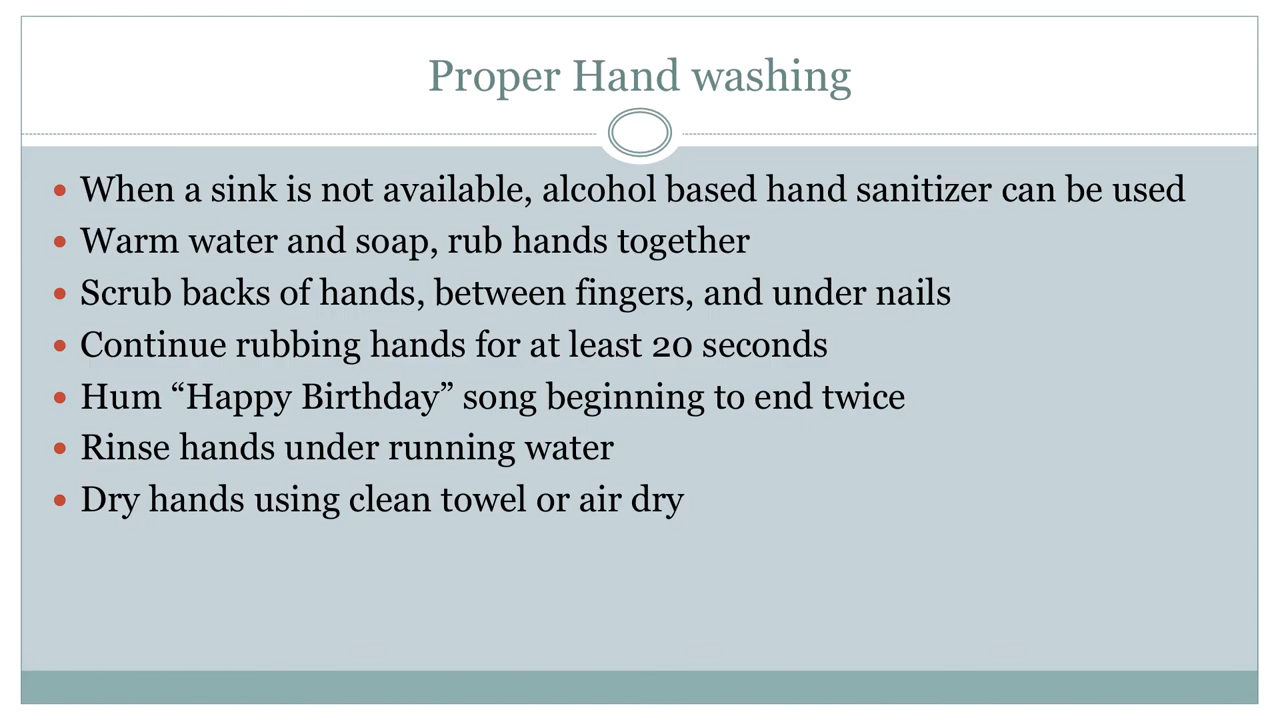 Proper Hand washing
• When a sink is not available, alcohol based hand sanitizer can be used
• Warm water and soap, rub hands together
• Scrub backs of hands, between fingers, and under nails
• Continue rubbing hands for at least 20 seconds
• Hum “Happy Birthday” song beginning to end twice
• Rinse hands under running water
• Dry hands using clean towel or air dry